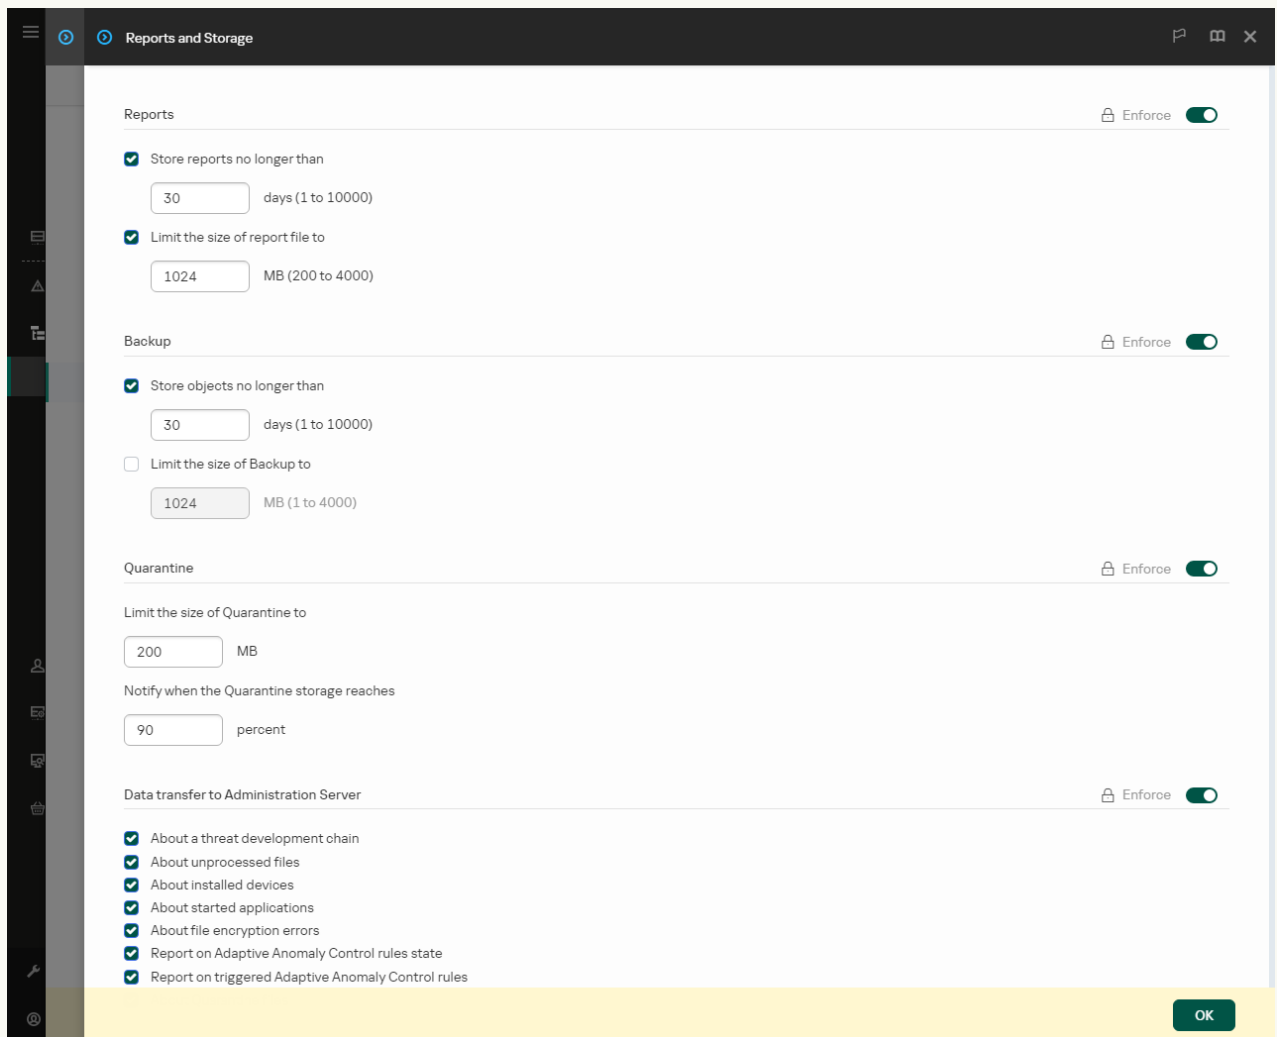 Reports and Storage
Reports Enforce
Store reports no longer than
30 days (1 to 10000)
Limit the size of report file to
1024 MB (200 to 4000)
Backup Enforce
Store objects no longer than
30 days (1 to 10000)
Limit the size of Backup to
1024 MB (1 to 4000)
Quarantine Enforce
Limit the size of Quarantine to
200 MB
Notify when the Quarantine storage reaches
90 percent
Data transfer to Administration Server Enforce
About a threat development chain
About unprocessed files
About installed devices
About started applications
About file encryption errors
Report on Adaptive Anomaly Control rules state
Report on triggered Adaptive Anomaly Control rules
OK